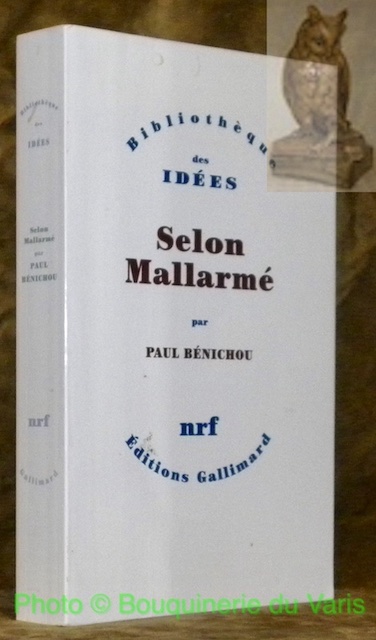 Bibliothèque
des
IDÉES
Selon
Mallarmé
par
PAUL BÉNICHOU
nrf
Éditions Gallimard
Bibliothèque
des
IDÉES
Selon
Mallarmé
par
PAUL
BÉNICHOU
nrf
Gallimard
Photo © Bouquinerie du Varis